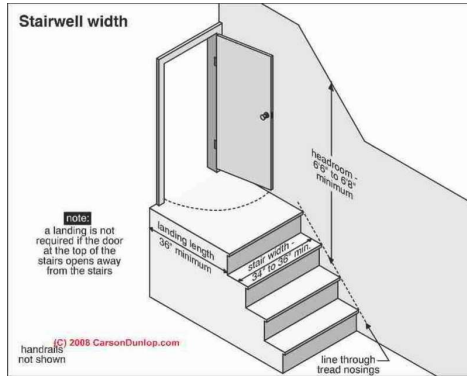 Stairwell width
headroom -
6'6" to 6'8"
minimum
note:
a landing is not
required if the door
at the top of the
stairs opens away
from the stairs
landing length
36" minimum
stair width -
34" to 36" min.
(C) 2008 CarsonDunlop.com
handrails
not shown
line through
tread nosings